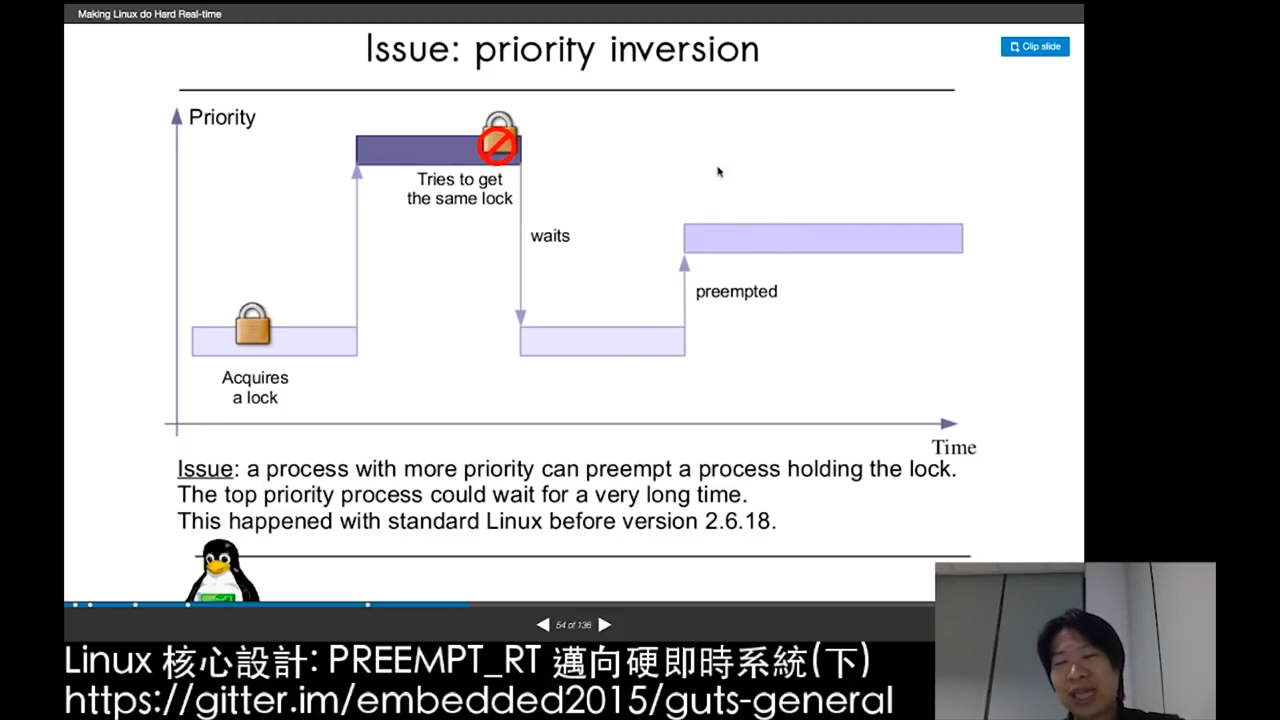 Making Linux do Hard Real-time
Issue: priority inversion
Clip slide
Priority
Tries to get
the same lock
waits
preempted
Acquires
a lock
Time
Issue: a process with more priority can preempt a process holding the lock.
The top priority process could wait for a very long time.
This happened with standard Linux before version 2.6.18.
54 of 136
Linux 核心設計: PREEMPT_RT 邁向硬即時系統(下)
https://gitter.im/embedded2015/guts-general